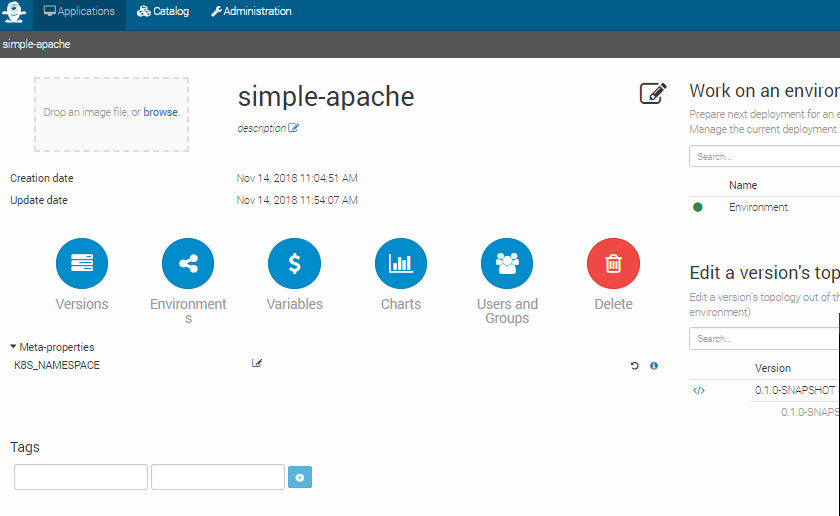 Applications Catalog Administration
simple-apache
Drop an image file, or browse.
simple-apache
description
Creation date Nov 14, 2018 11:04:51 AM
Update date Nov 14, 2018 11:54:07 AM
Versions Environment Variables Charts Users and Delete
s Groups
Meta-properties
K8S_NAMESPACE
Tags
Work on an environ
Prepare next deployment for an e
Manage the current deployment
Search...
Name
Environment
Edit a version's top
Edit a version's topology out of th
environment)
Search...
Version
0.1.0-SNAPSHOT
0.1.0-SNAPS